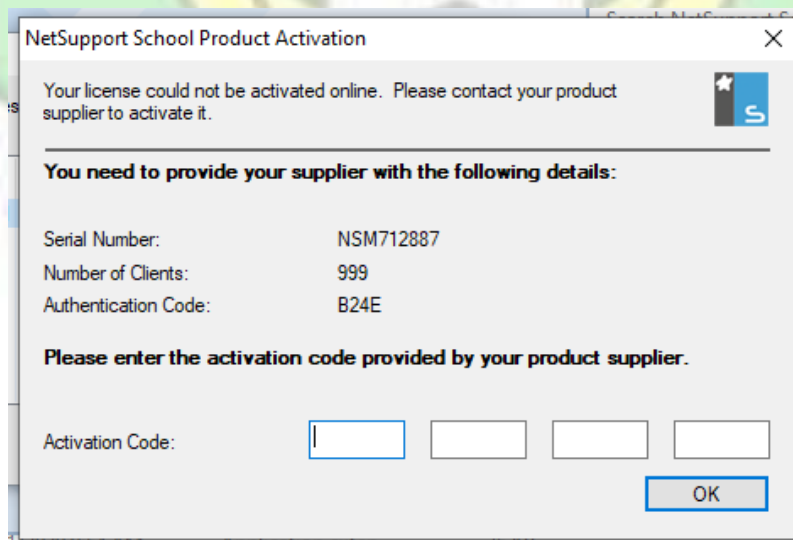 NetSupport School Product Activation
Your license could not be activated online. Please contact your product
supplier to activate it.
S
You need to provide your supplier with the following details:
Serial Number: NSM712887
Number of Clients: 999
Authentication Code: B24E
Please enter the activation code provided by your product supplier.
Activation Code:
OK